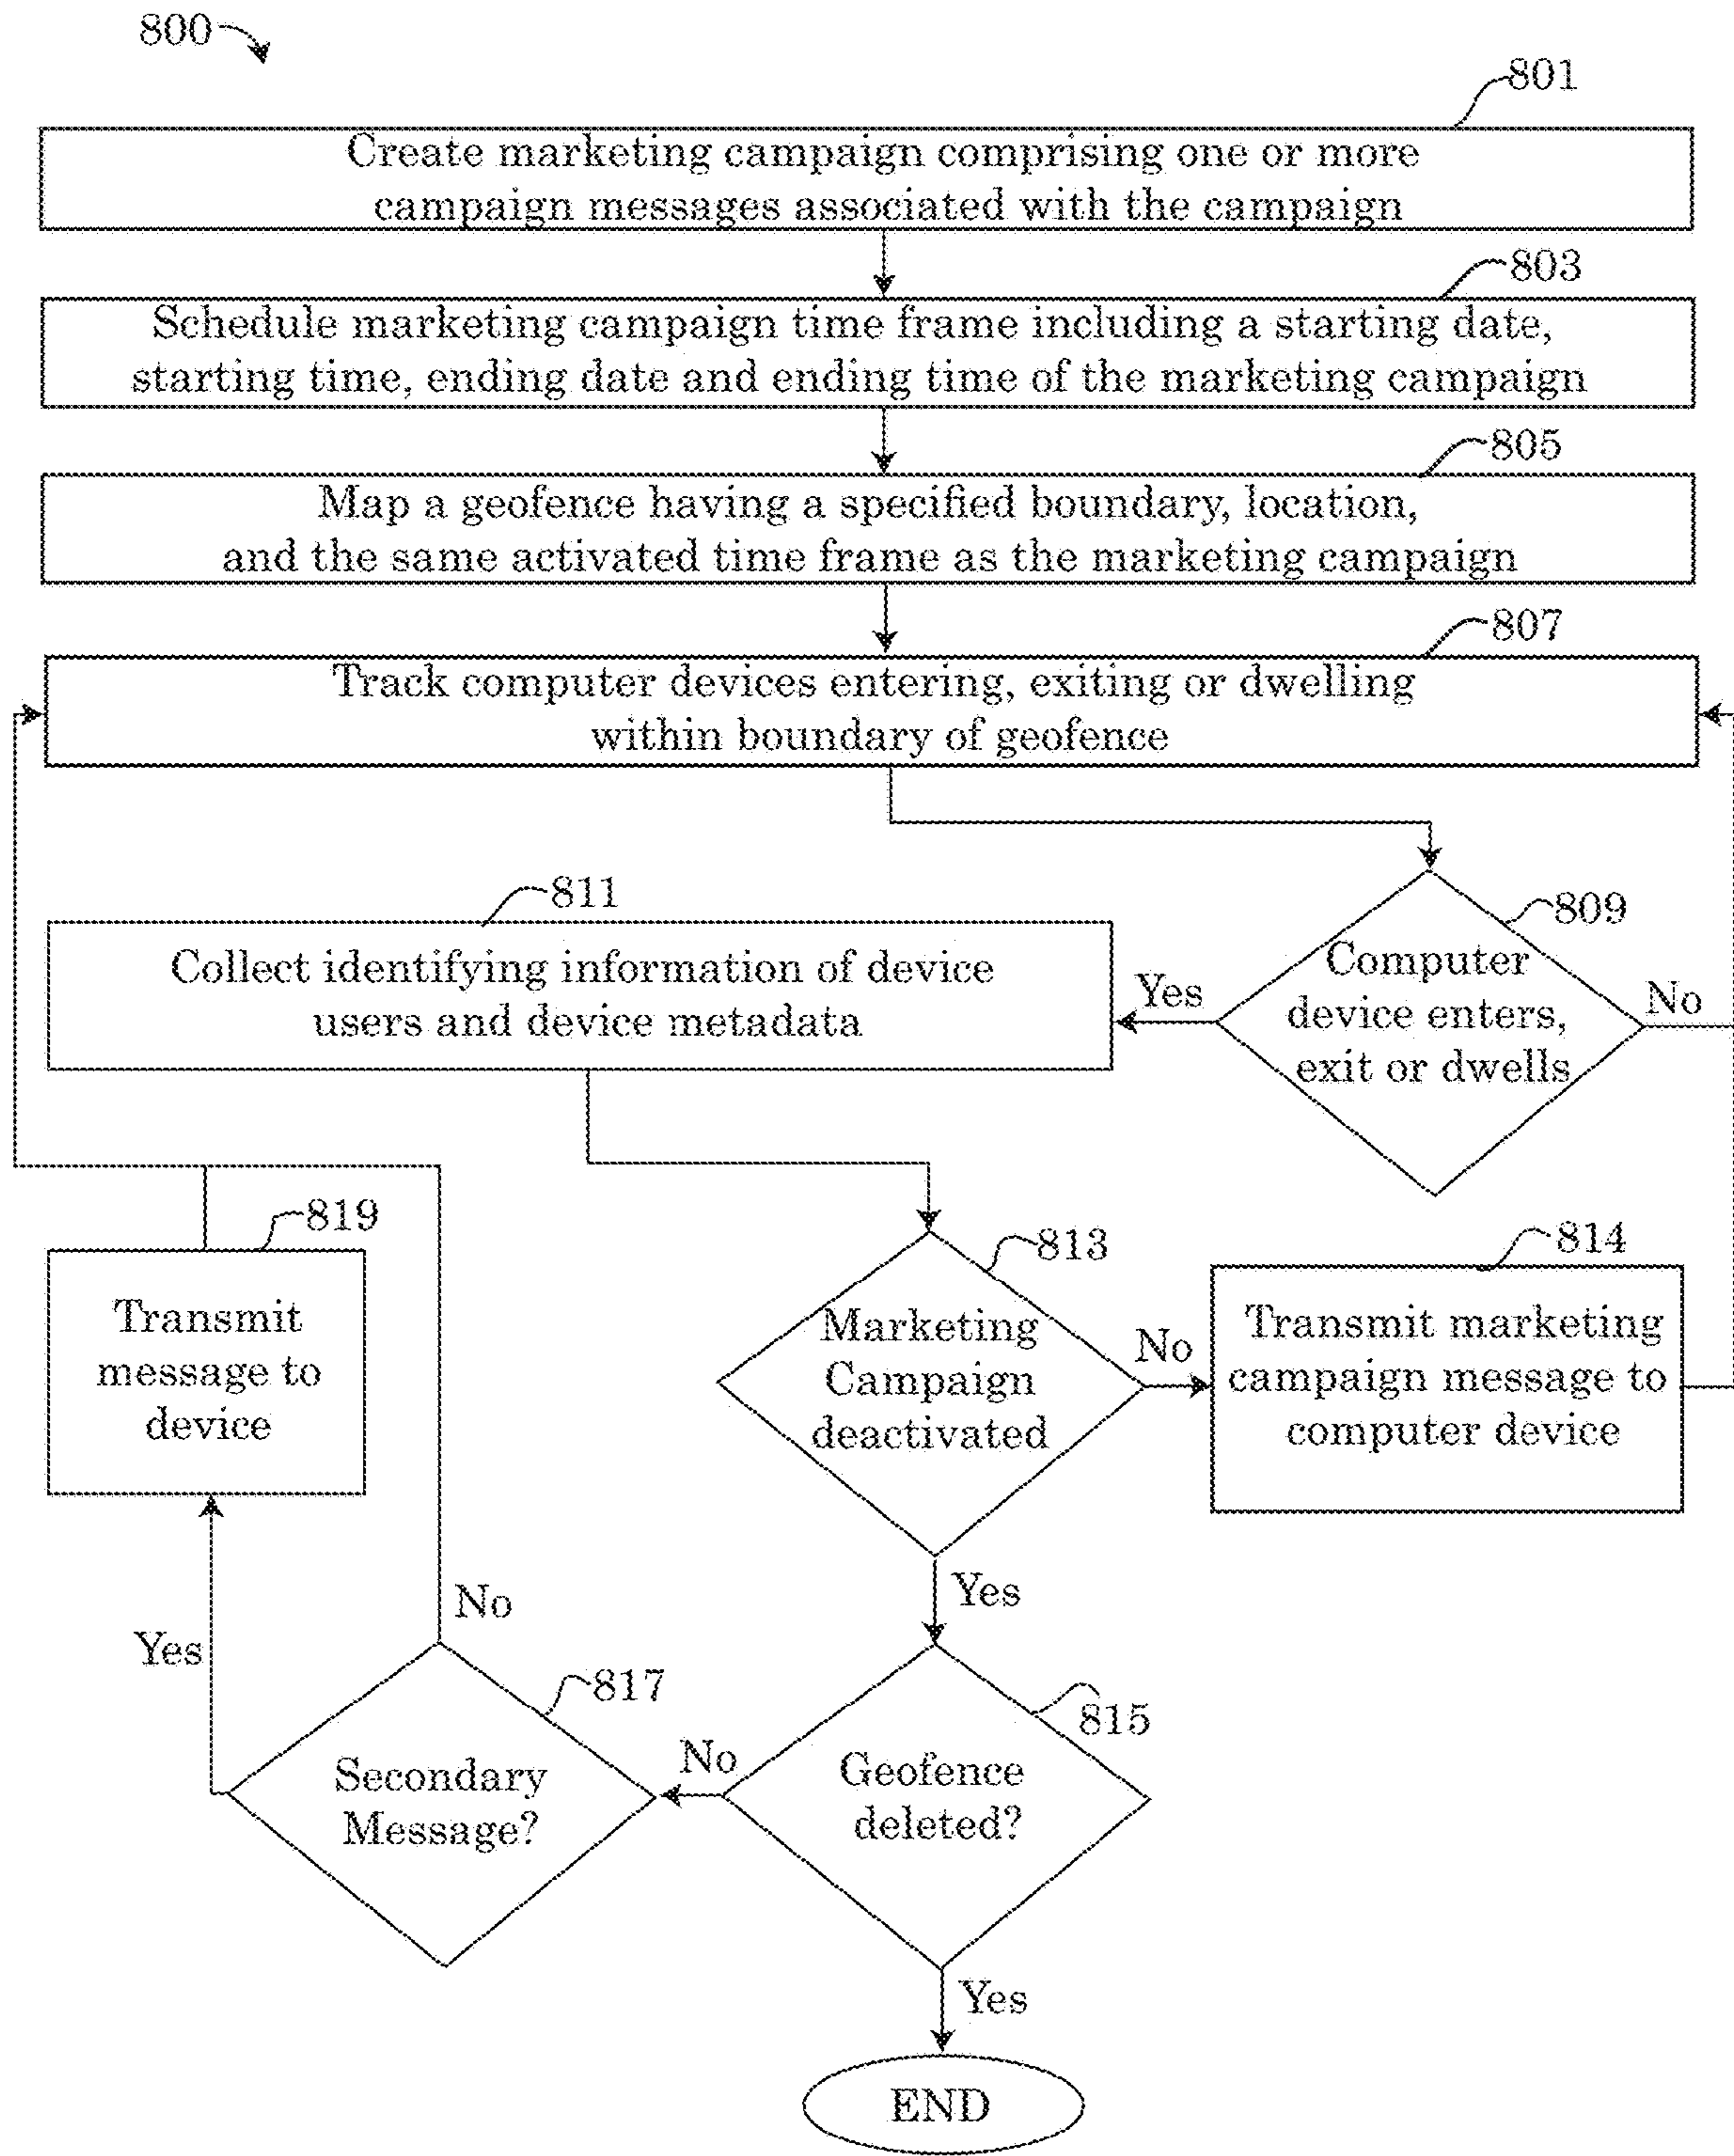 800
801
Create marketing campaign comprising one or more
campaign messages associated with the campaign
803
Schedule marketing campaign time frame including a starting date,
starting time, ending date and ending time of the marketing campaign
805
Map a geofence having a specified boundary, location,
and the same activated time frame as the marketing campaign
807
Track computer devices entering, exiting or dwelling
within boundary of geofence
811
Collect identifying information of device
users and device metadata
809
Computer
device enters,
exit or dwells
Yes
No
819
Transmit
message to
device
813
Marketing
Campaign
deactivated
No
814
Transmit marketing
campaign message to
computer device
Yes
No
Yes
817
Secondary
Message?
No
815
Geofence
deleted?
Yes
END